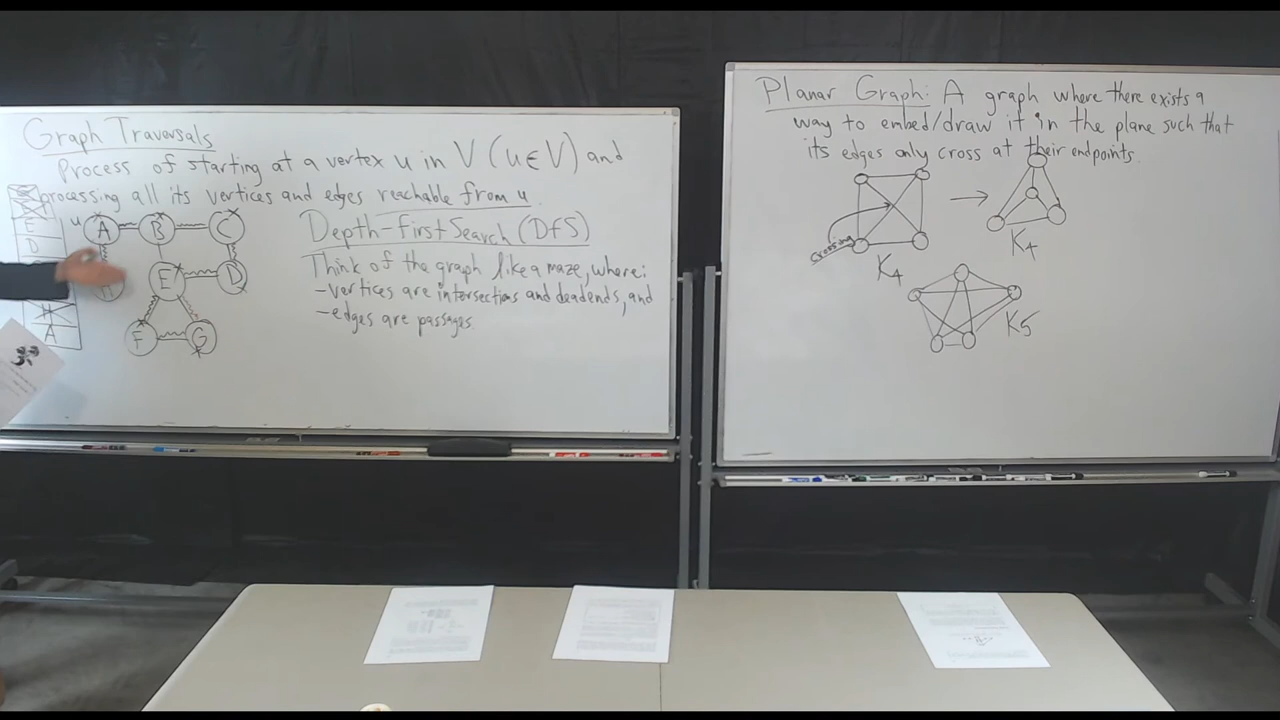 Graph Traversals
Process of starting at a vertex u in V (u∈V) and
processing all its vertices and edges reachable from u.
E
D
H
A
u A B C
E D
F G
Depth-First Search (DFS)
Think of the graph like a maze, where:
-vertices are intersections and deadends, and
-edges are passages.
Planar Graph: A graph where there exists a
way to embed/draw it in the plane such that
its edges only cross at their endpoints.
crossing
K4
K4
K5